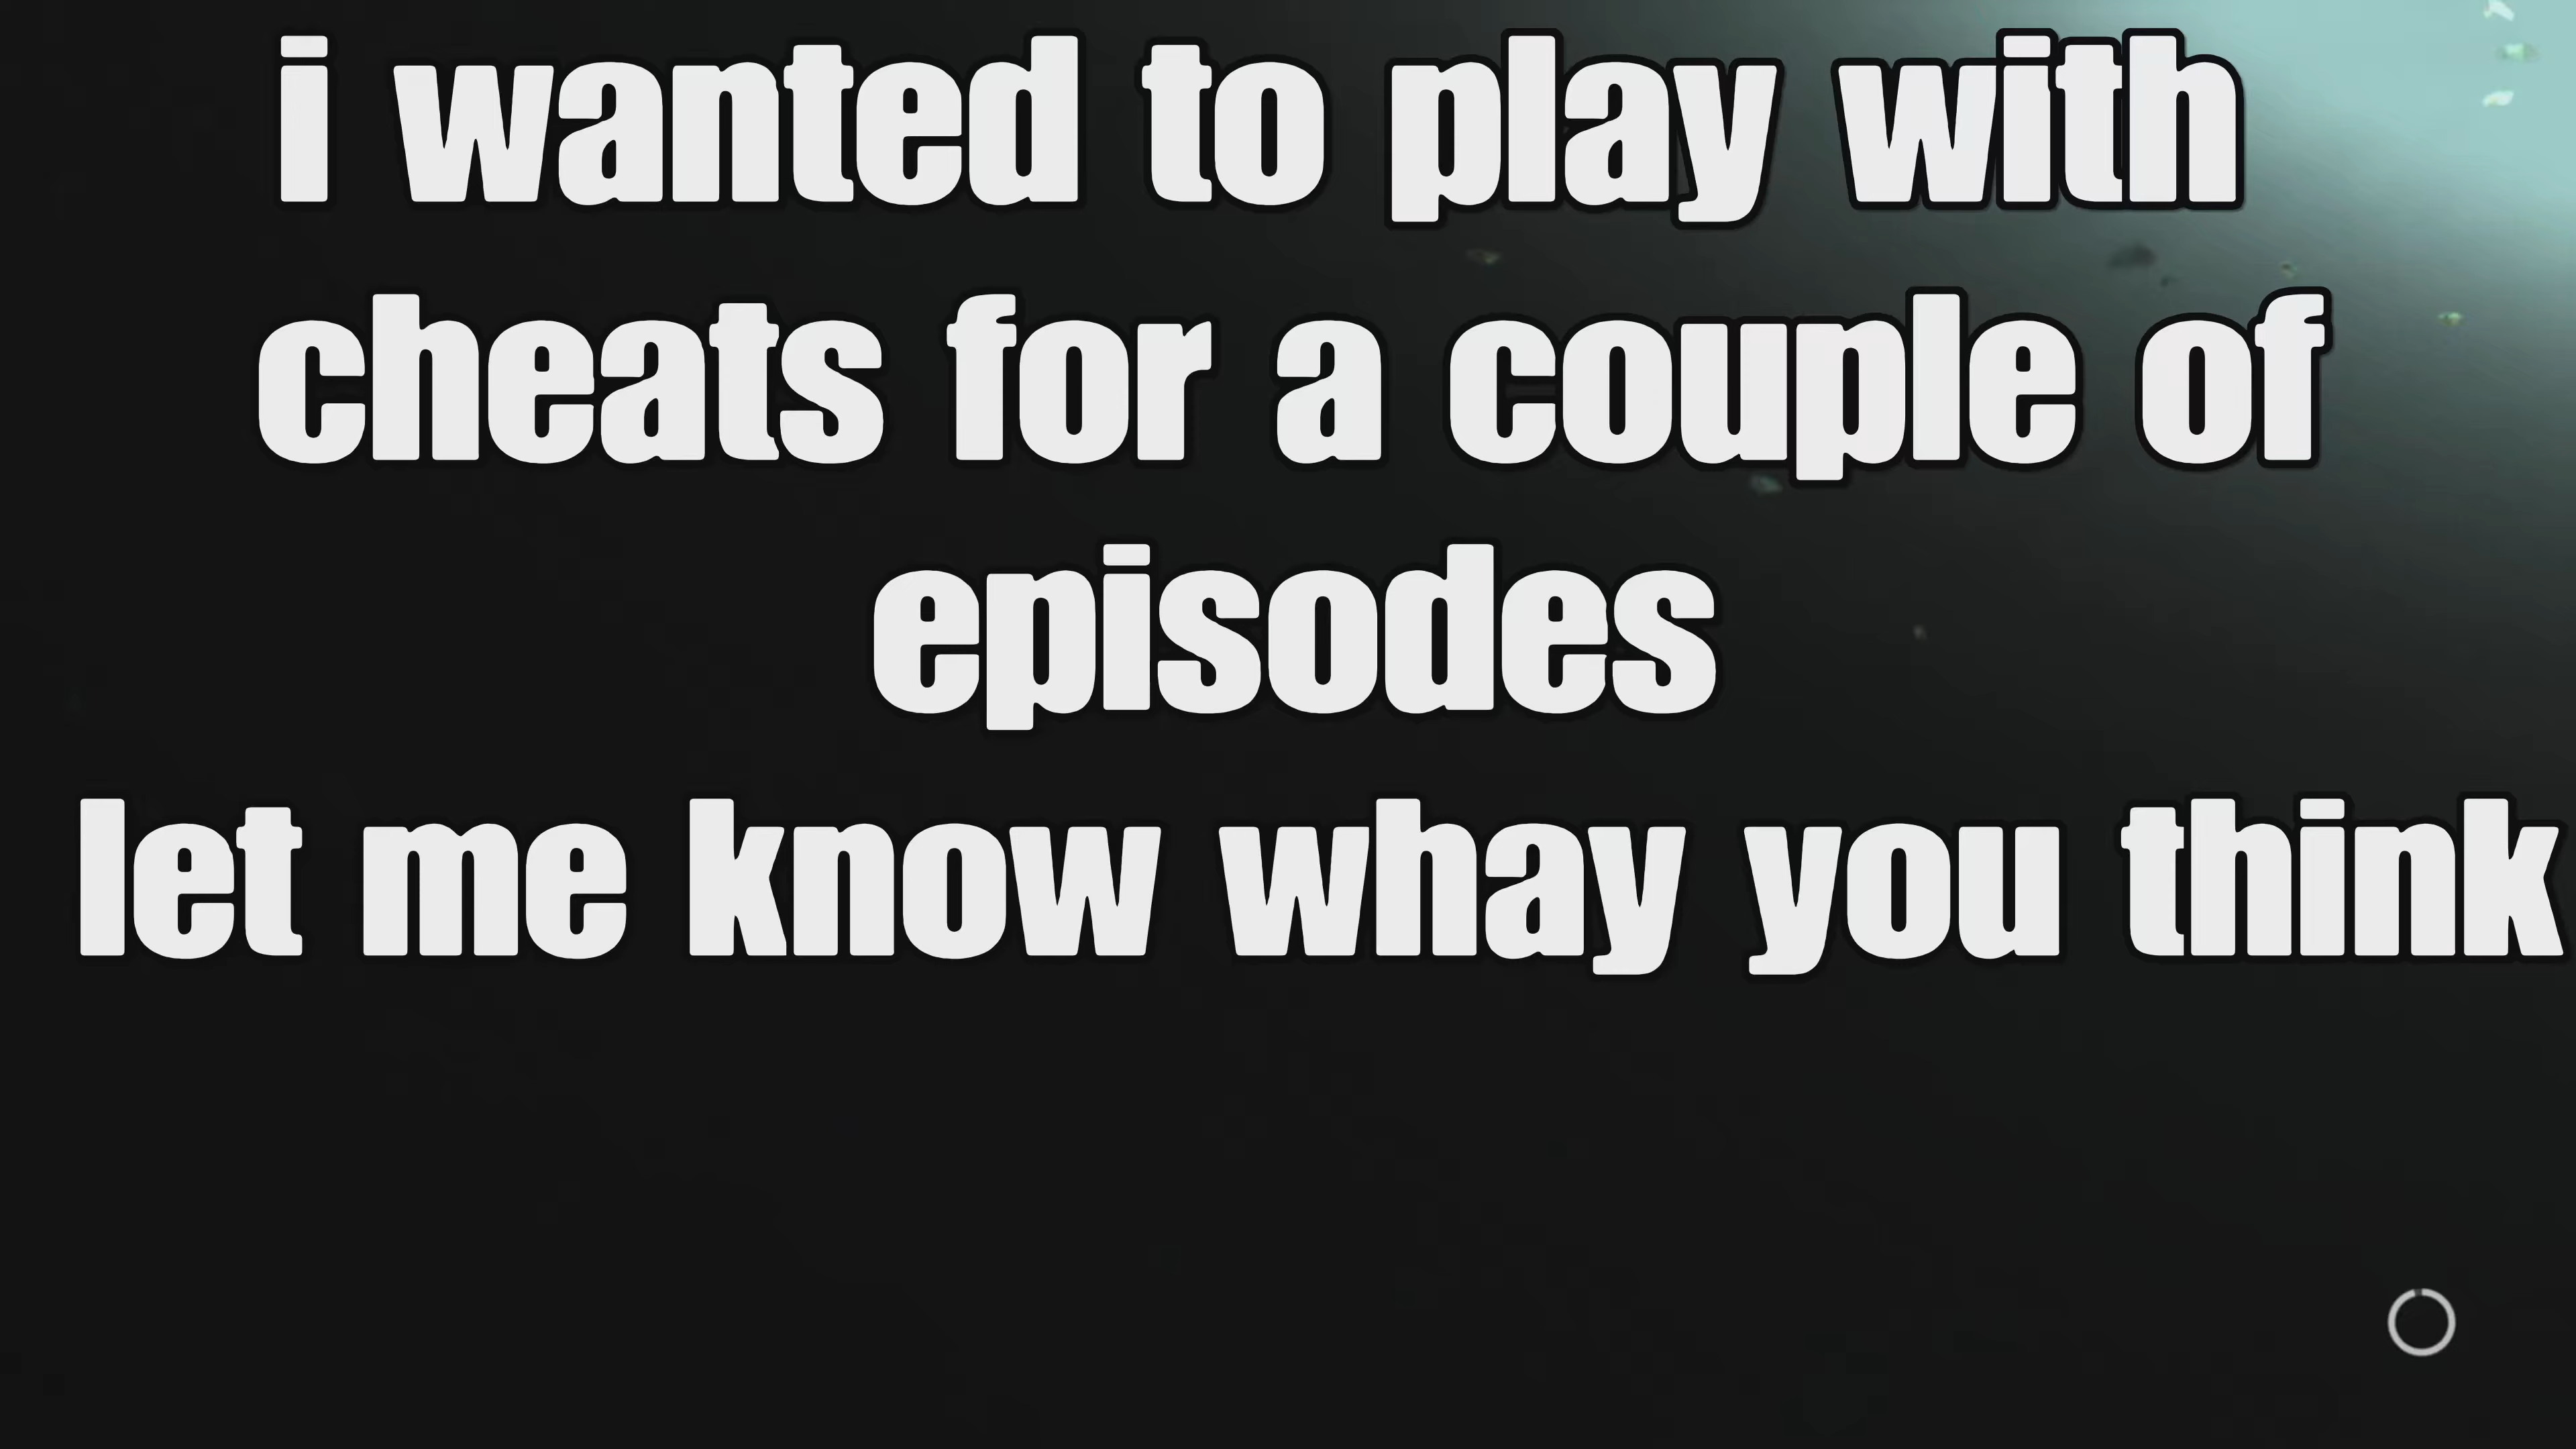 i wanted to play with
cheats for a couple of
episodes
let me know whay you think